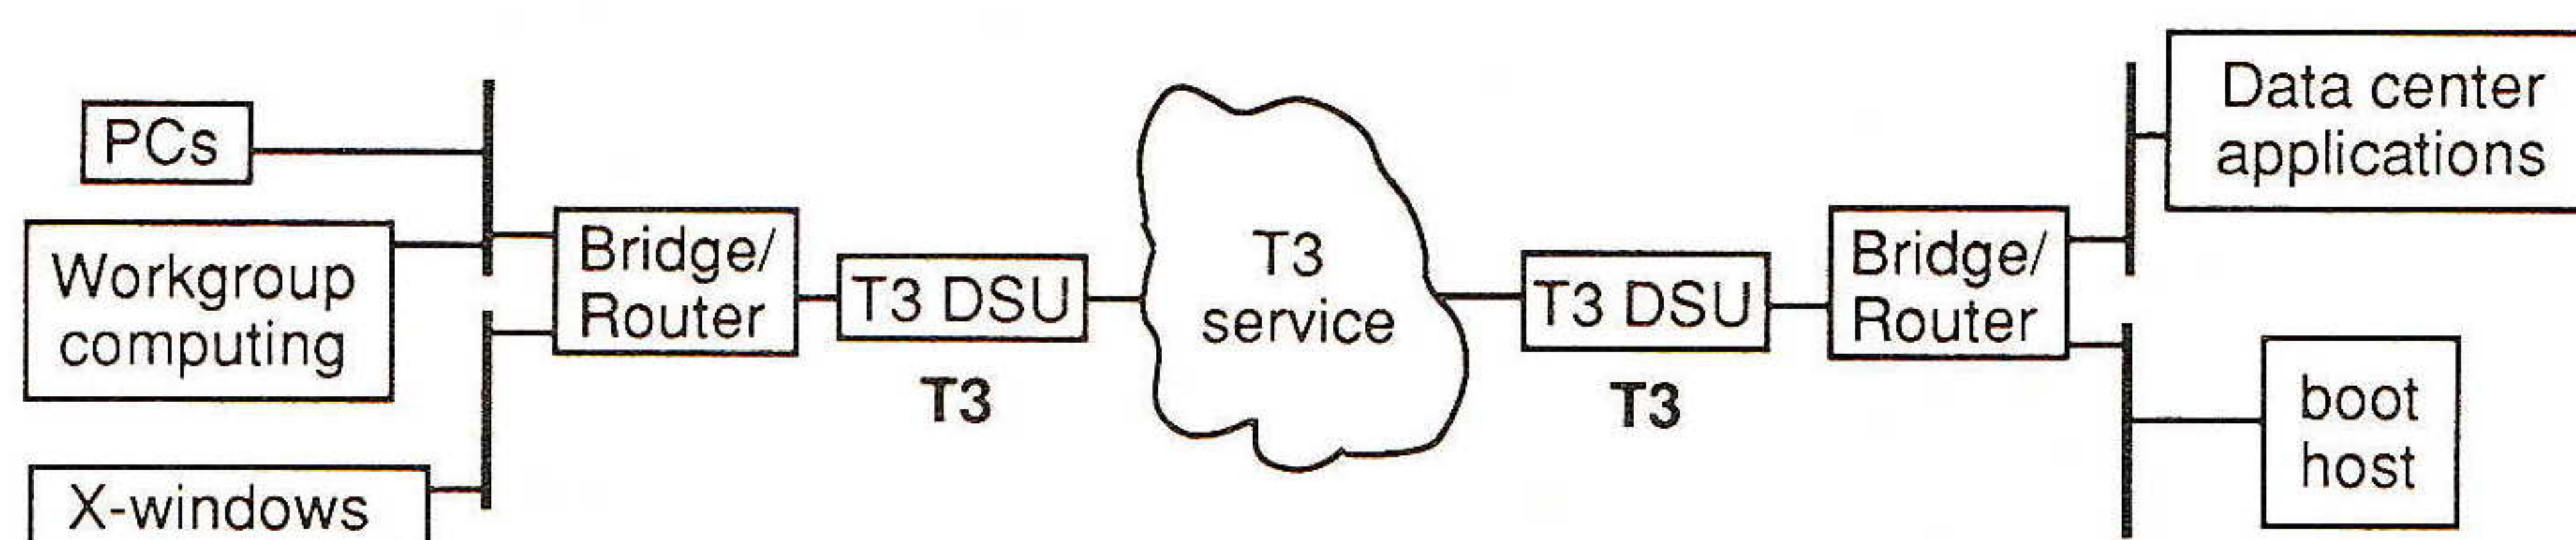 PCs
Workgroup
computing
X-windows
Bridge/
Router
T3 DSU
T3
T3
service
T3 DSU
T3
Bridge/
Router
Data center
applications
boot
host